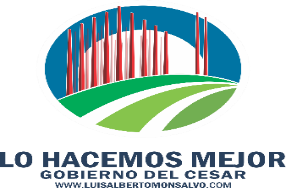 LO HACEMOS MEJOR
GOBIERNO DEL CESAR
WWW.LUISALBERTOMONSALVO.COM